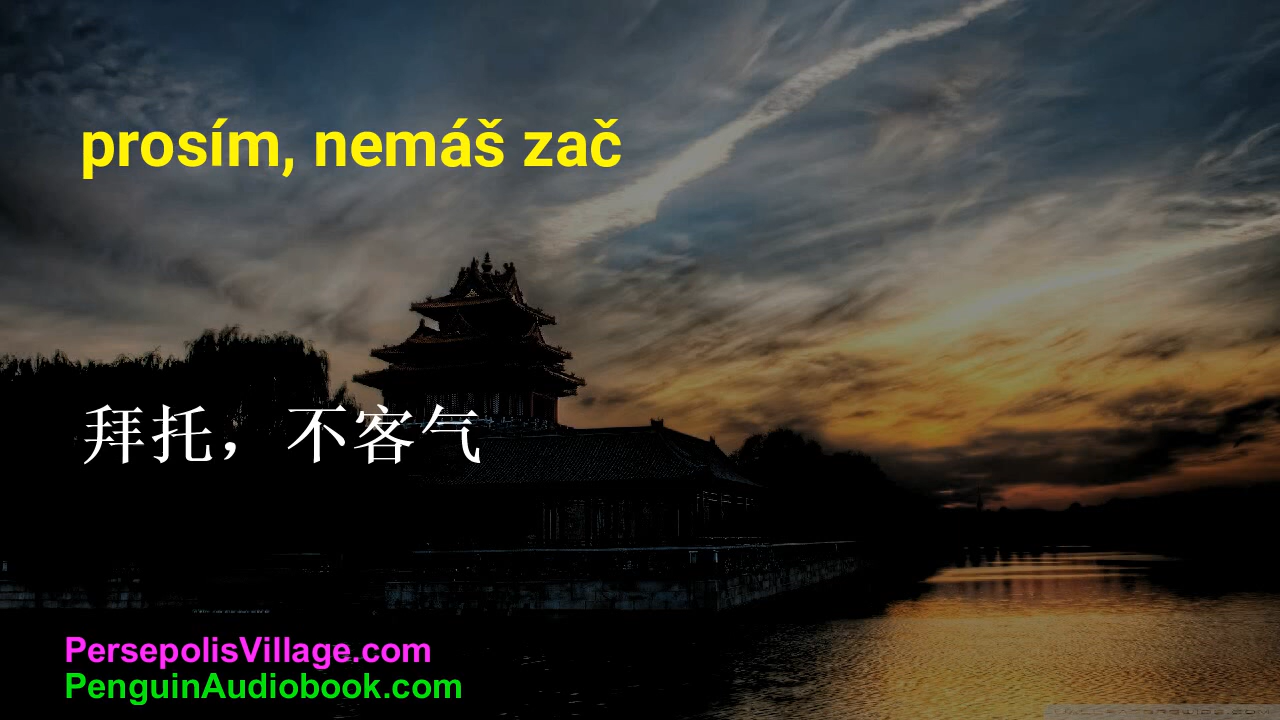 prosím, nemáš zač
拜托，不客气
PersepolisVillage.com
PenguinAudiobook.com